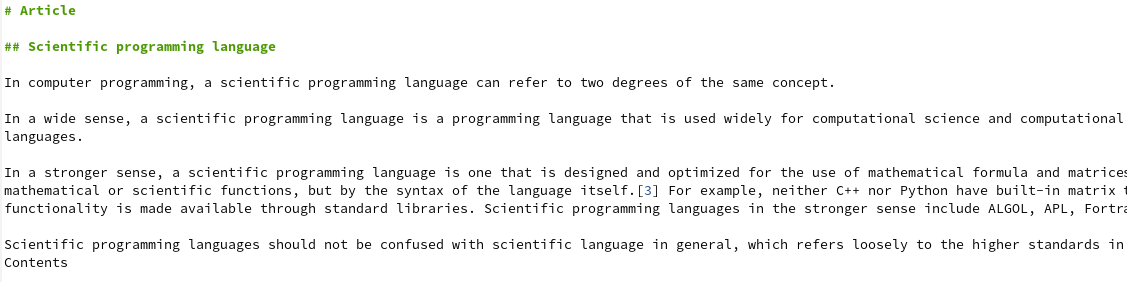 # Article
## Scientific programming language
In computer programming, a scientific programming language can refer to two degrees of the same concept.
In a wide sense, a scientific programming language is a programming language that is used widely for computational science and computational
languages.
In a stronger sense, a scientific programming language is one that is designed and optimized for the use of mathematical formula and matrices
mathematical or scientific functions, but by the syntax of the language itself.[3] For example, neither C++ nor Python have built-in matrix
functionality is made available through standard libraries. Scientific programming languages in the stronger sense include ALGOL, APL,
Scientific programming languages should not be confused with scientific language in general, which refers loosely to the higher standards in
Contents